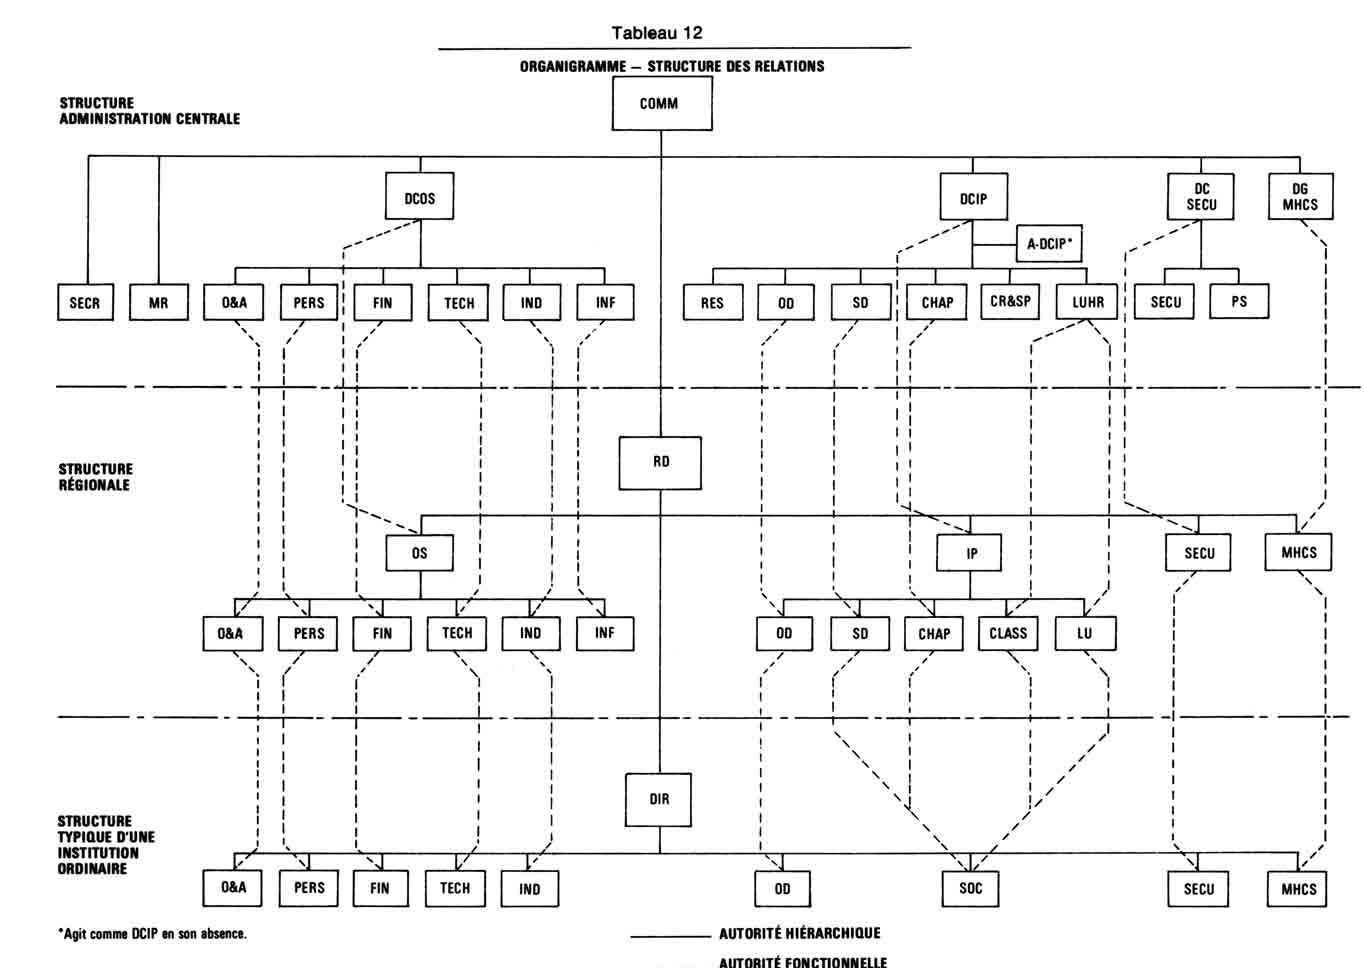 Tableau 12
ORGANIGRAMME — STRUCTURE DES RELATIONS
STRUCTURE
ADMINISTRATION CENTRALE
COMM
DCOS
DCIP
DC
SECU
DG
MHCS
A-DCIP*
SECR
MR
O&A
PERS
FIN
TECH
IND
INF
RES
OD
SD
CHAP
CR&SP
LUHR
SECU
PS
STRUCTURE
RÉGIONALE
RD
OS
IP
SECU
MHCS
O&A
PERS
FIN
TECH
IND
INF
OD
SD
CHAP
CLASS
LU
STRUCTURE
TYPIQUE D'UNE
INSTITUTION
ORDINAIRE
DIR
O&A
PERS
FIN
TECH
IND
OD
SOC
SECU
MHCS
*Agit comme DCIP en son absence.
AUTORITÉ HIÉRARCHIQUE
AUTORITÉ FONCTIONNELLE